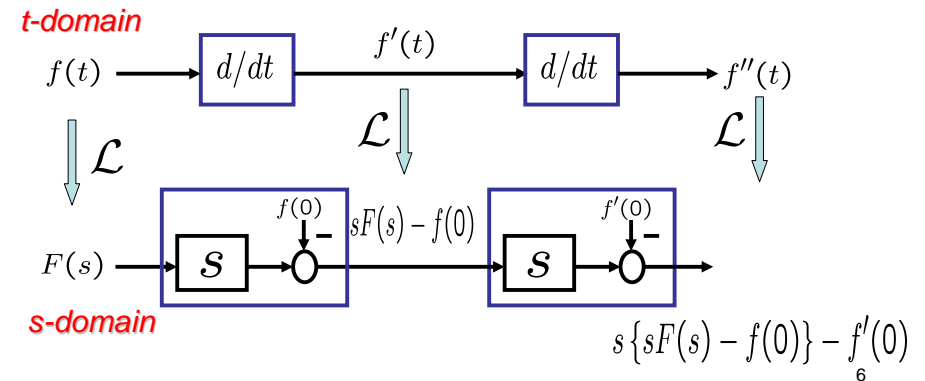 t-domain
f(t) d/dt f′(t) d/dt f″(t)
ℒ ℒ ℒ
f(0) − sF(s) − f(0) f′(0) −
F(s) s s
s-domain
s{sF(s) − f(0)} − f′(0)
6